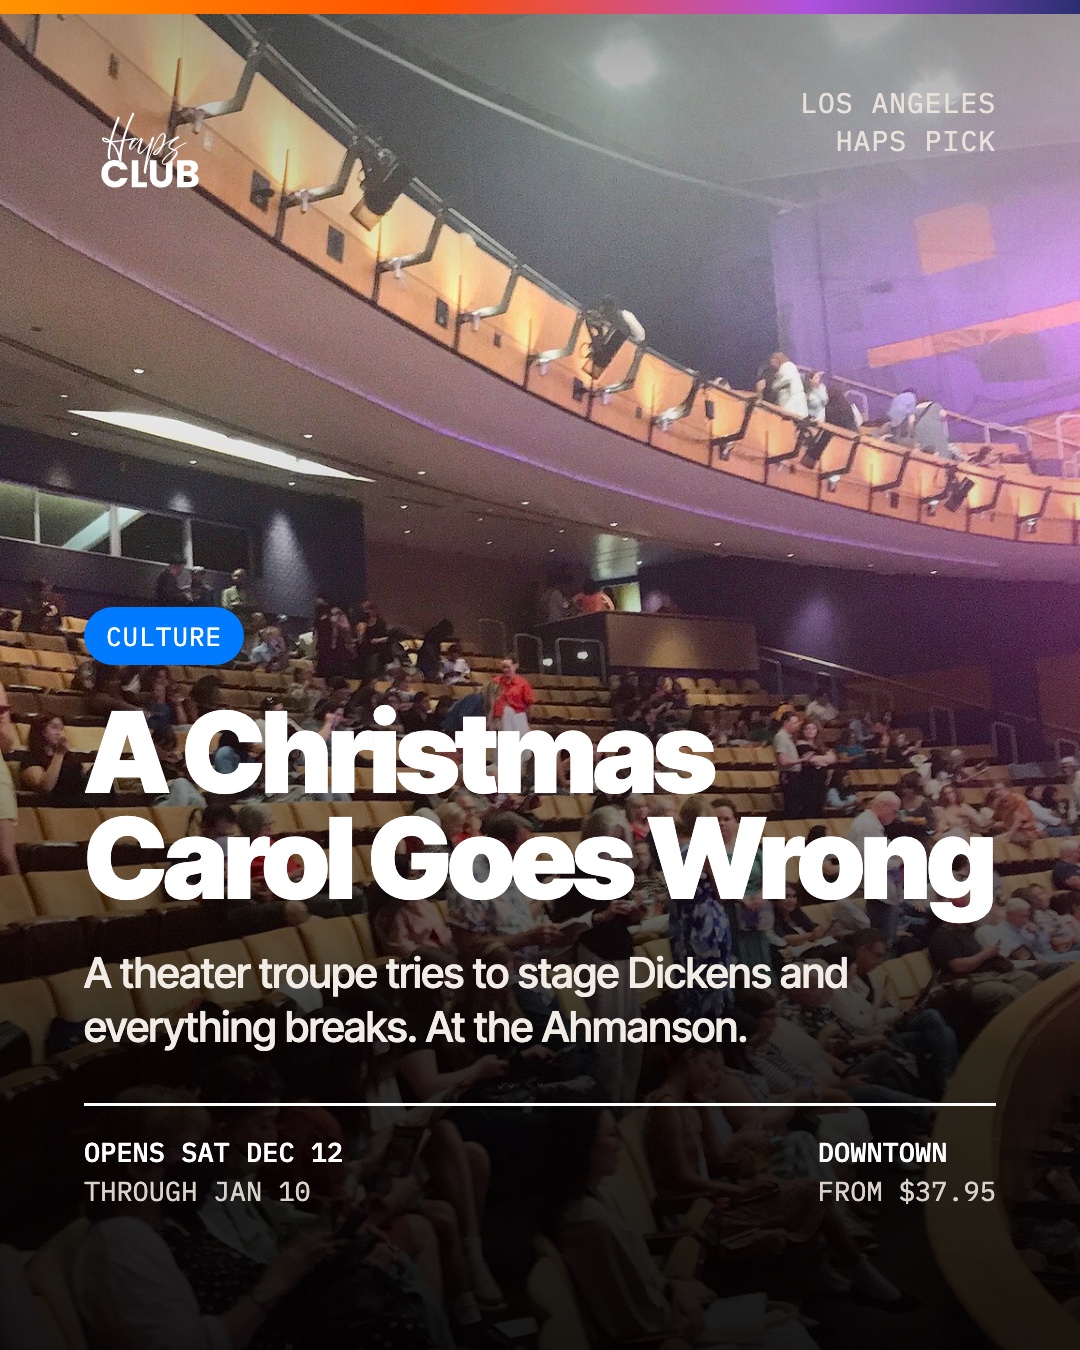 Haps
CLUB
LOS ANGELES
HAPS PICK
CULTURE
A Christmas
Carol Goes Wrong
A theater troupe tries to stage Dickens and
everything breaks. At the Ahmanson.
OPENS SAT DEC 12
THROUGH JAN 10
DOWNTOWN
FROM $37.95